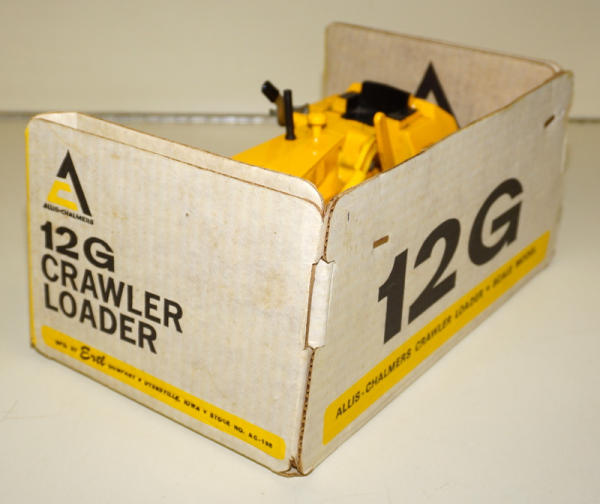 ALLIS-CHALMERS
12G
CRAWLER
LOADER
MFD. BY Ertl COMPANY • DYERSVILLE, IOWA • STOCK NO. AC-198
12G
ALLIS-CHALMERS CRAWLER LOADER • SCALE MODEL